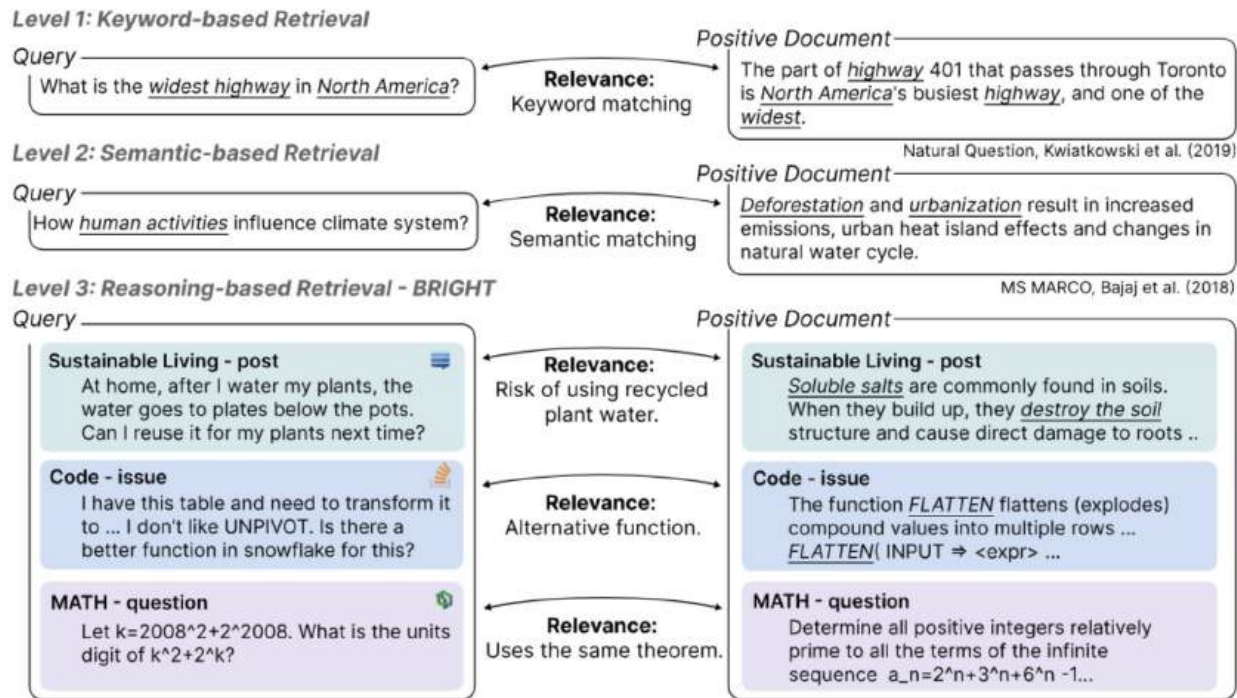 Level 1: Keyword-based Retrieval
Query
What is the widest highway in North America?
Relevance:
Keyword matching
Positive Document
The part of highway 401 that passes through Toronto
is North America's busiest highway, and one of the
widest.
Natural Question, Kwiatkowski et al. (2019)
Level 2: Semantic-based Retrieval
Query
How human activities influence climate system?
Relevance:
Semantic matching
Positive Document
Deforestation and urbanization result in increased
emissions, urban heat island effects and changes in
natural water cycle.
MS MARCO, Bajaj et al. (2018)
Level 3: Reasoning-based Retrieval - BRIGHT
Query
Positive Document
Sustainable Living - post
At home, after I water my plants, the
water goes to plates below the pots.
Can I reuse it for my plants next time?
Relevance:
Risk of using recycled
plant water.
Sustainable Living - post
Soluble salts are commonly found in soils.
When they build up, they destroy the soil
structure and cause direct damage to roots ..
Code - issue
I have this table and need to transform it
to ... I don't like UNPIVOT. Is there a
better function in snowflake for this?
Relevance:
Alternative function.
Code - issue
The function FLATTEN flattens (explodes)
compound values into multiple rows ...
FLATTEN( INPUT ⇒ <expr> ...
MATH - question
Let k=2008^2+2^2008. What is the units
digit of k^2+2^k?
Relevance:
Uses the same theorem.
MATH - question
Determine all positive integers relatively
prime to all the terms of the infinite
sequence a_n=2^n+3^n+6^n -1...